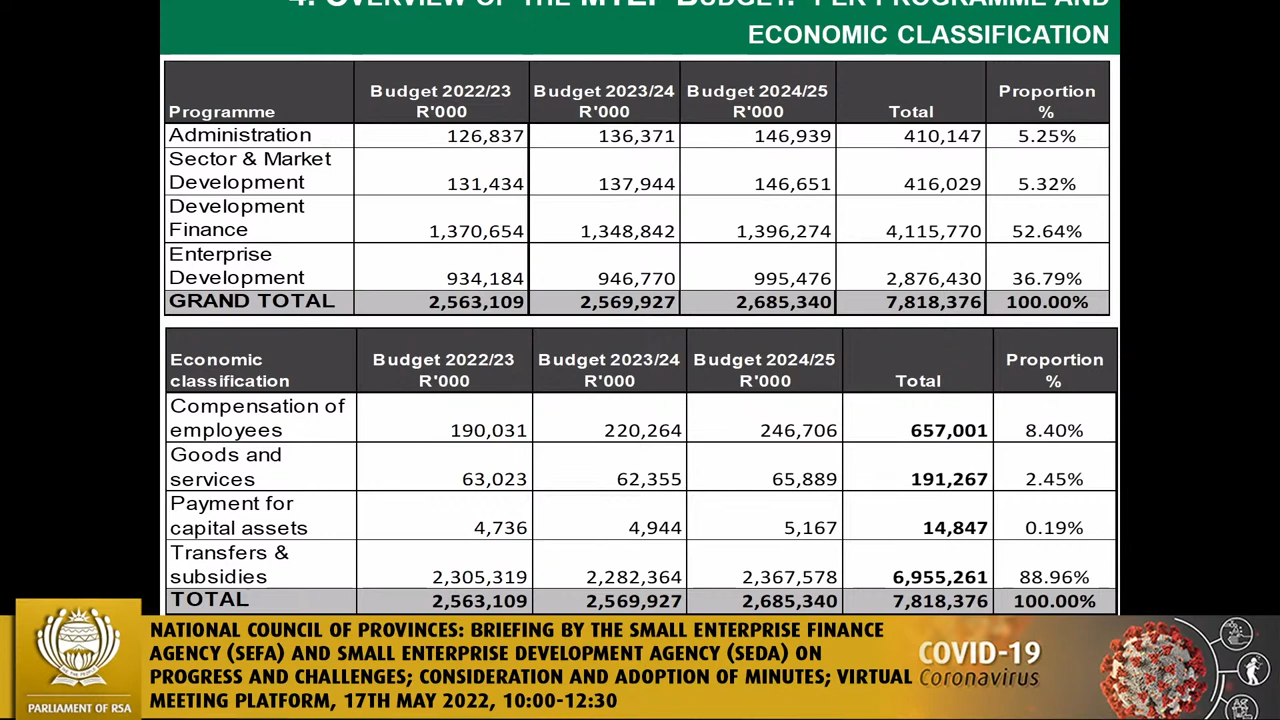 4. OVERVIEW OF THE MTEF BUDGET: PER PROGRAMME AND
ECONOMIC CLASSIFICATION
Programme Budget 2022/23 R'000 Budget 2023/24 R'000 Budget 2024/25 R'000 Total Proportion %
Administration 126,837 136,371 146,939 410,147 5.25%
Sector & Market Development 131,434 137,944 146,651 416,029 5.32%
Development Finance 1,370,654 1,348,842 1,396,274 4,115,770 52.64%
Enterprise Development 934,184 946,770 995,476 2,876,430 36.79%
GRAND TOTAL 2,563,109 2,569,927 2,685,340 7,818,376 100.00%
Economic classification Budget 2022/23 R'000 Budget 2023/24 R'000 Budget 2024/25 R'000 Total Proportion %
Compensation of employees 190,031 220,264 246,706 657,001 8.40%
Goods and services 63,023 62,355 65,889 191,267 2.45%
Payment for capital assets 4,736 4,944 5,167 14,847 0.19%
Transfers & subsidies 2,305,319 2,282,364 2,367,578 6,955,261 88.96%
TOTAL 2,563,109 2,569,927 2,685,340 7,818,376 100.00%
NATIONAL COUNCIL OF PROVINCES: BRIEFING BY THE SMALL ENTERPRISE FINANCE
AGENCY (SEFA) AND SMALL ENTERPRISE DEVELOPMENT AGENCY (SEDA) ON
PROGRESS AND CHALLENGES; CONSIDERATION AND ADOPTION OF MINUTES; VIRTUAL
MEETING PLATFORM, 17TH MAY 2022, 10:00-12:30
PARLIAMENT OF RSA
COVID-19
Coronavirus